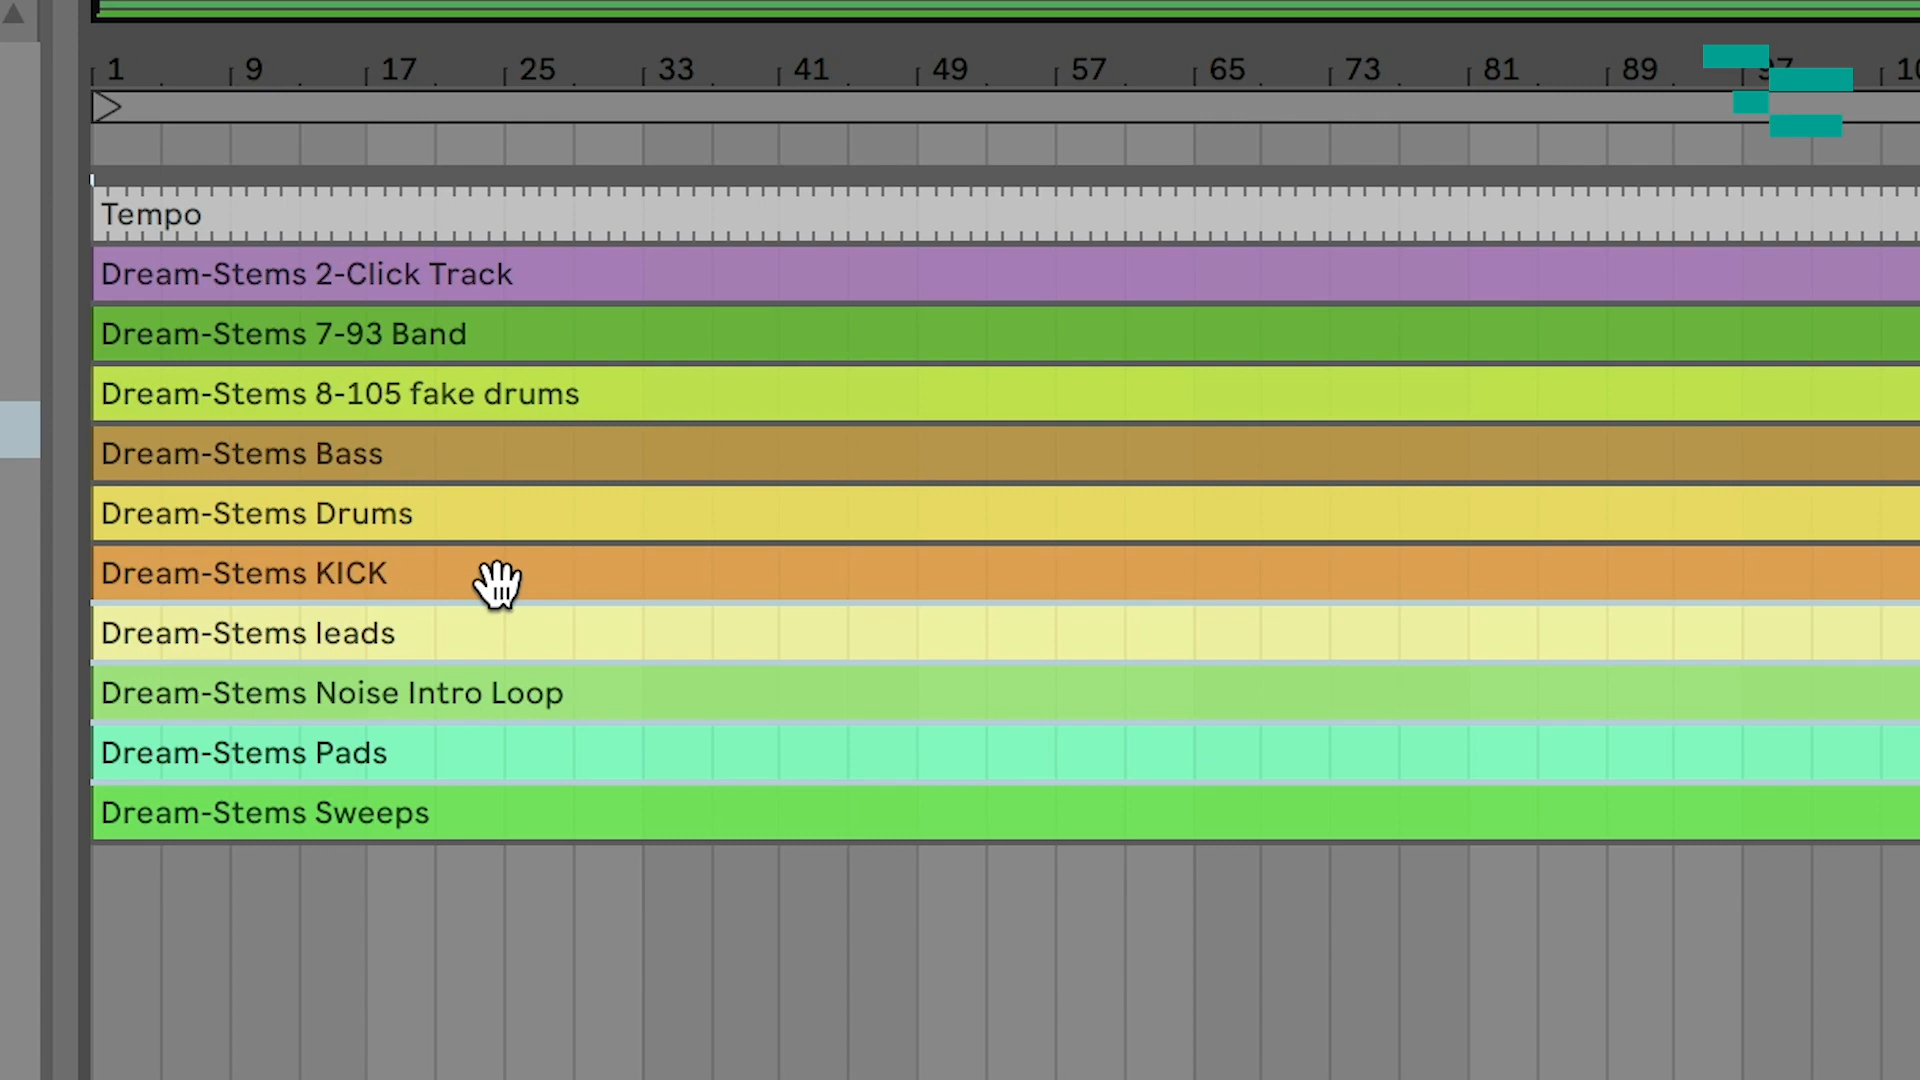 1 9 17 25 33 41 49 57 65 73 81 89 97
Tempo
Dream-Stems 2-Click Track
Dream-Stems 7-93 Band
Dream-Stems 8-105 fake drums
Dream-Stems Bass
Dream-Stems Drums
Dream-Stems KICK
Dream-Stems leads
Dream-Stems Noise Intro Loop
Dream-Stems Pads
Dream-Stems Sweeps